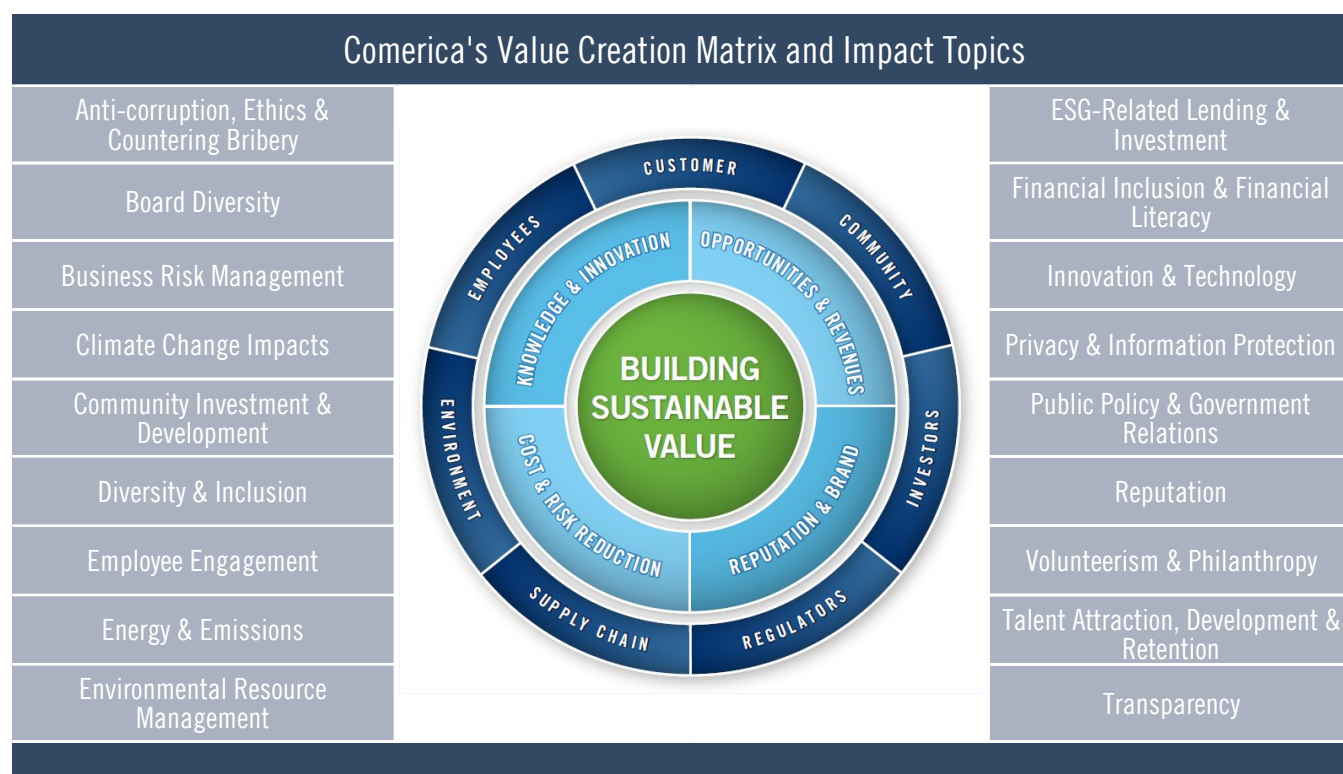 Comerica's Value Creation Matrix and Impact Topics
Anti-corruption, Ethics &
Countering Bribery
Board Diversity
Business Risk Management
Climate Change Impacts
Community Investment &
Development
Diversity & Inclusion
Employee Engagement
Energy & Emissions
Environmental Resource
Management
CUSTOMER
COMMUNITY
INVESTORS
REGULATORS
SUPPLY CHAIN
ENVIRONMENT
EMPLOYEES
KNOWLEDGE & INNOVATION
OPPORTUNITIES & REVENUES
REPUTATION & BRAND
COST & RISK REDUCTION
BUILDING
SUSTAINABLE
VALUE
ESG-Related Lending &
Investment
Financial Inclusion & Financial
Literacy
Innovation & Technology
Privacy & Information Protection
Public Policy & Government
Relations
Reputation
Volunteerism & Philanthropy
Talent Attraction, Development &
Retention
Transparency